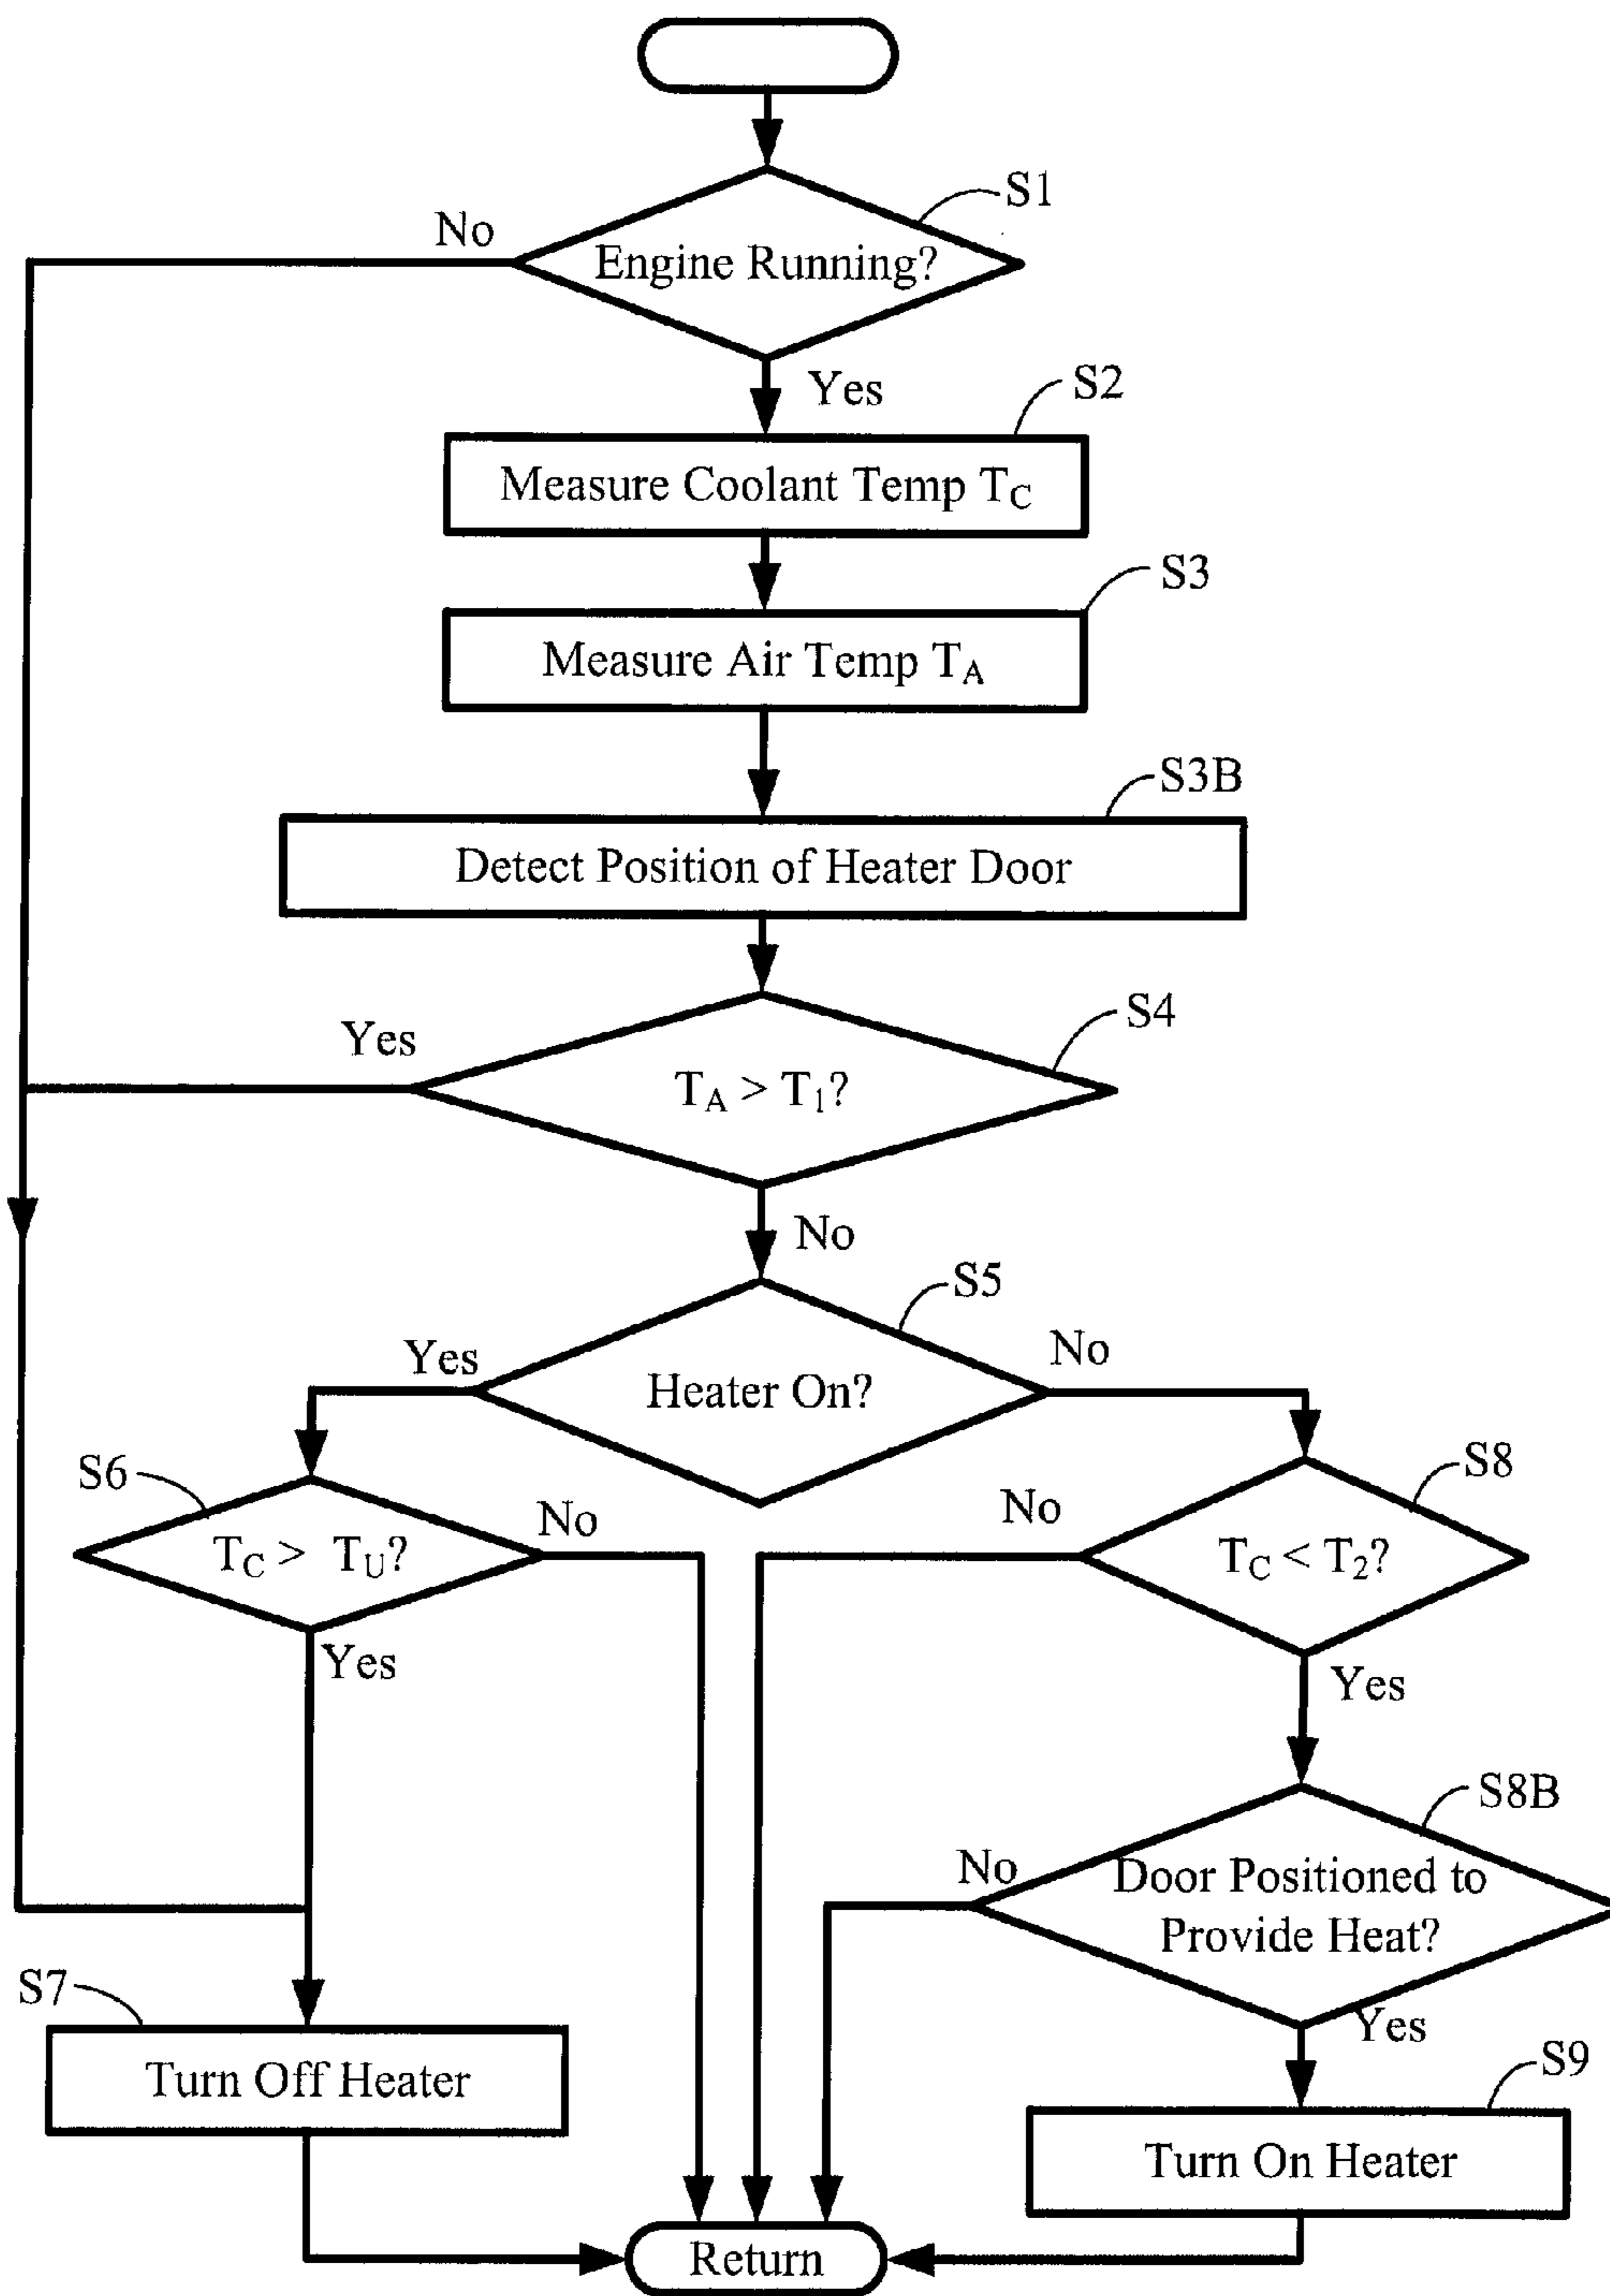 S1
No
Engine Running?
Yes
S2
Measure Coolant Temp TC
S3
Measure Air Temp TA
S3B
Detect Position of Heater Door
S4
Yes
TA > T1?
No
S5
Yes
No
Heater On?
S6
S8
No
No
TC > TU?
TC < T2?
Yes
Yes
S8B
No
Door Positioned to
Provide Heat?
S7
Yes
Turn Off Heater
S9
Turn On Heater
Return